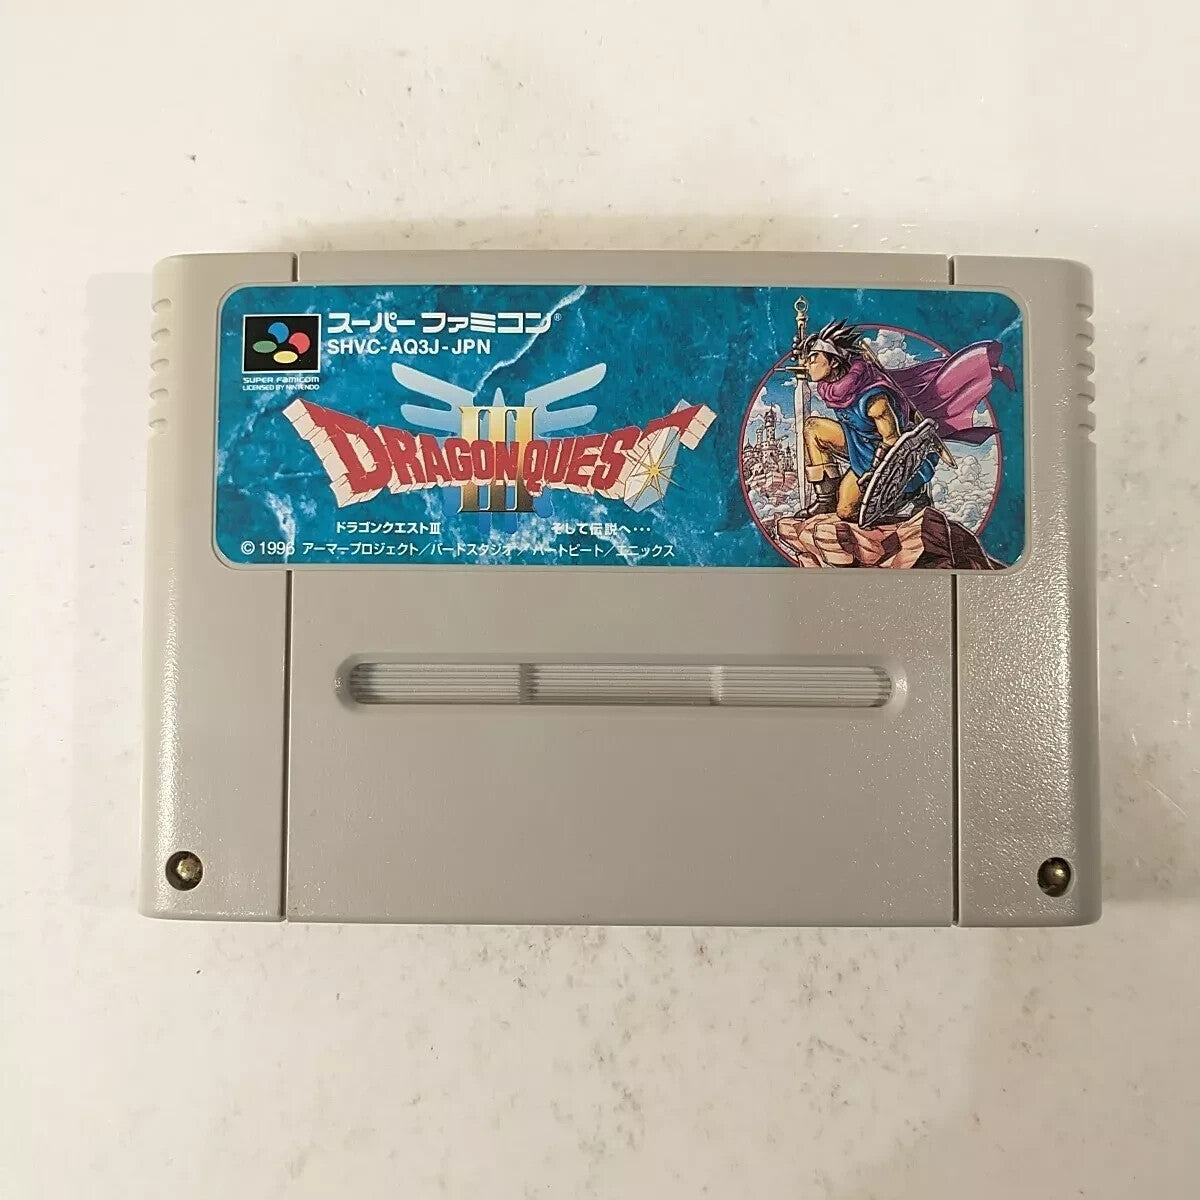 スーパーファミコン®
SHVC-AQ3J-JPN
SUPER FAMICOM
LICENSED BY NINTENDO
DRAGON QUEST
III
ドラゴンクエストIII そして伝説へ・・・
© 1996 アーマープロジェクト／バードスタジオ／ハートビート／エニックス